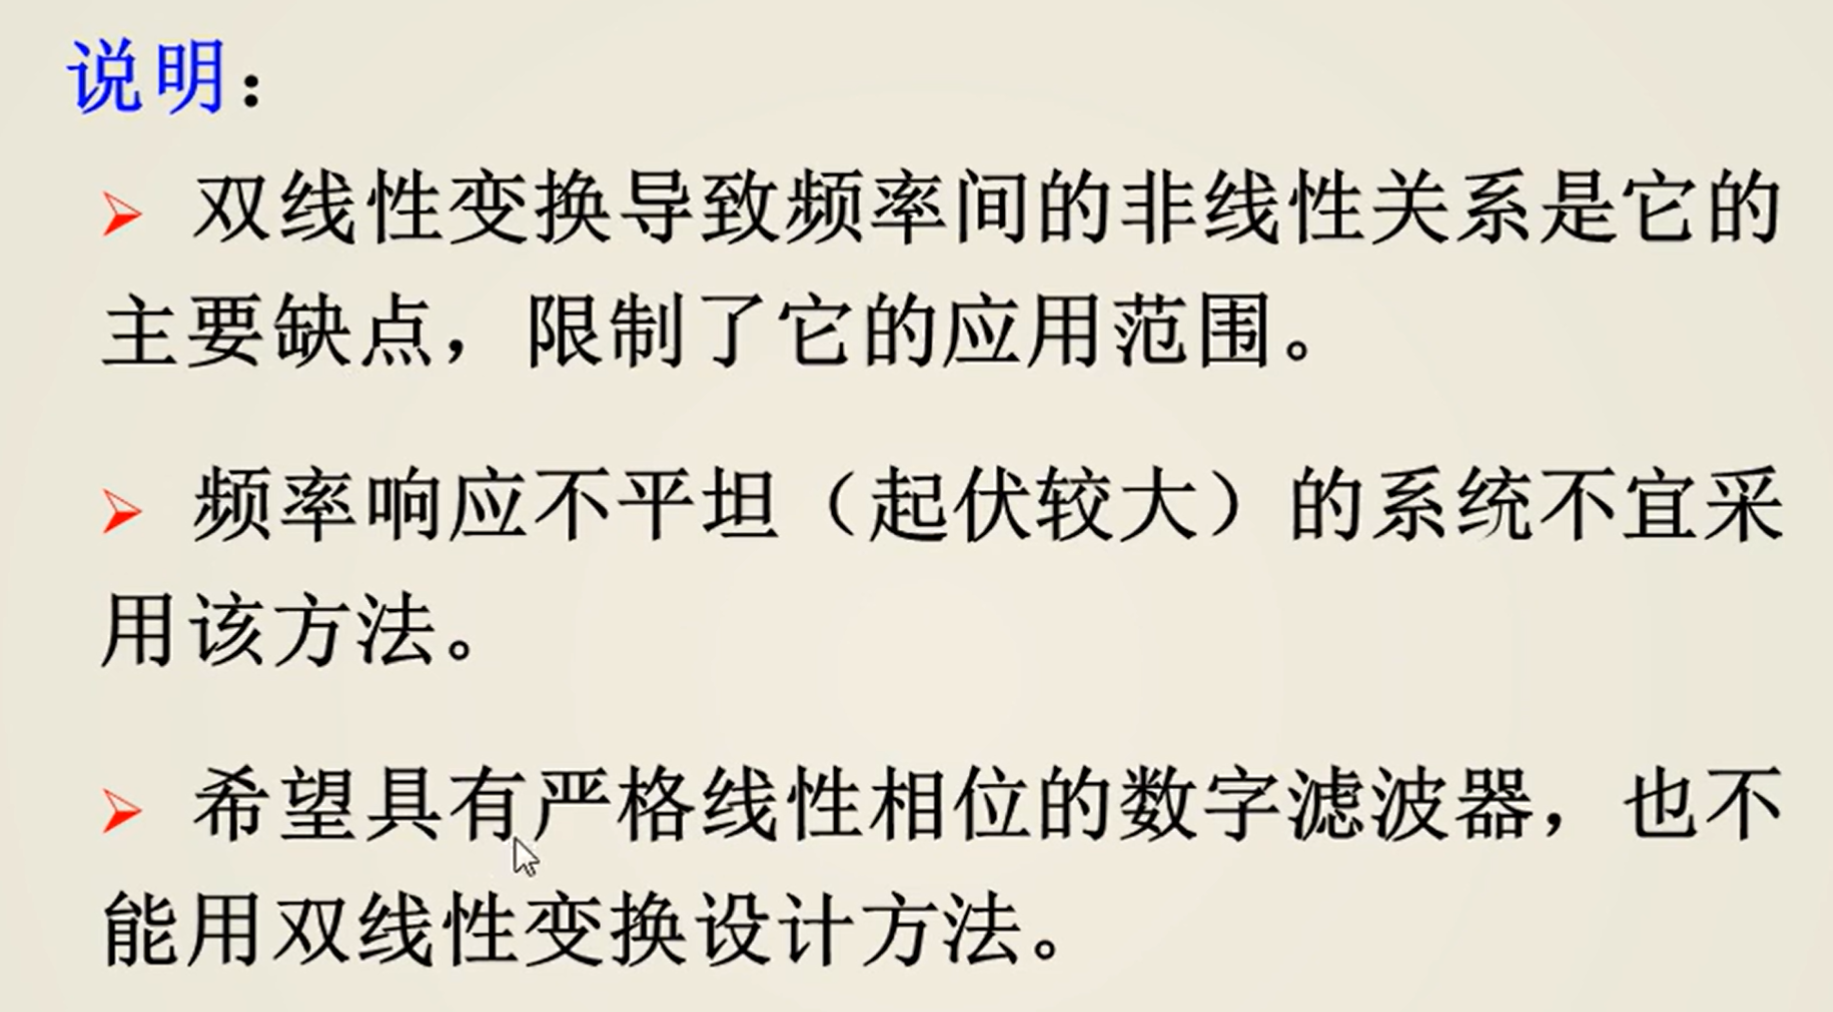 说明：
双线性变换导致频率间的非线性关系是它的
主要缺点，限制了它的应用范围。
频率响应不平坦（起伏较大）的系统不宜采
用该方法。
希望具有严格线性相位的数字滤波器，也不
能用双线性变换设计方法。